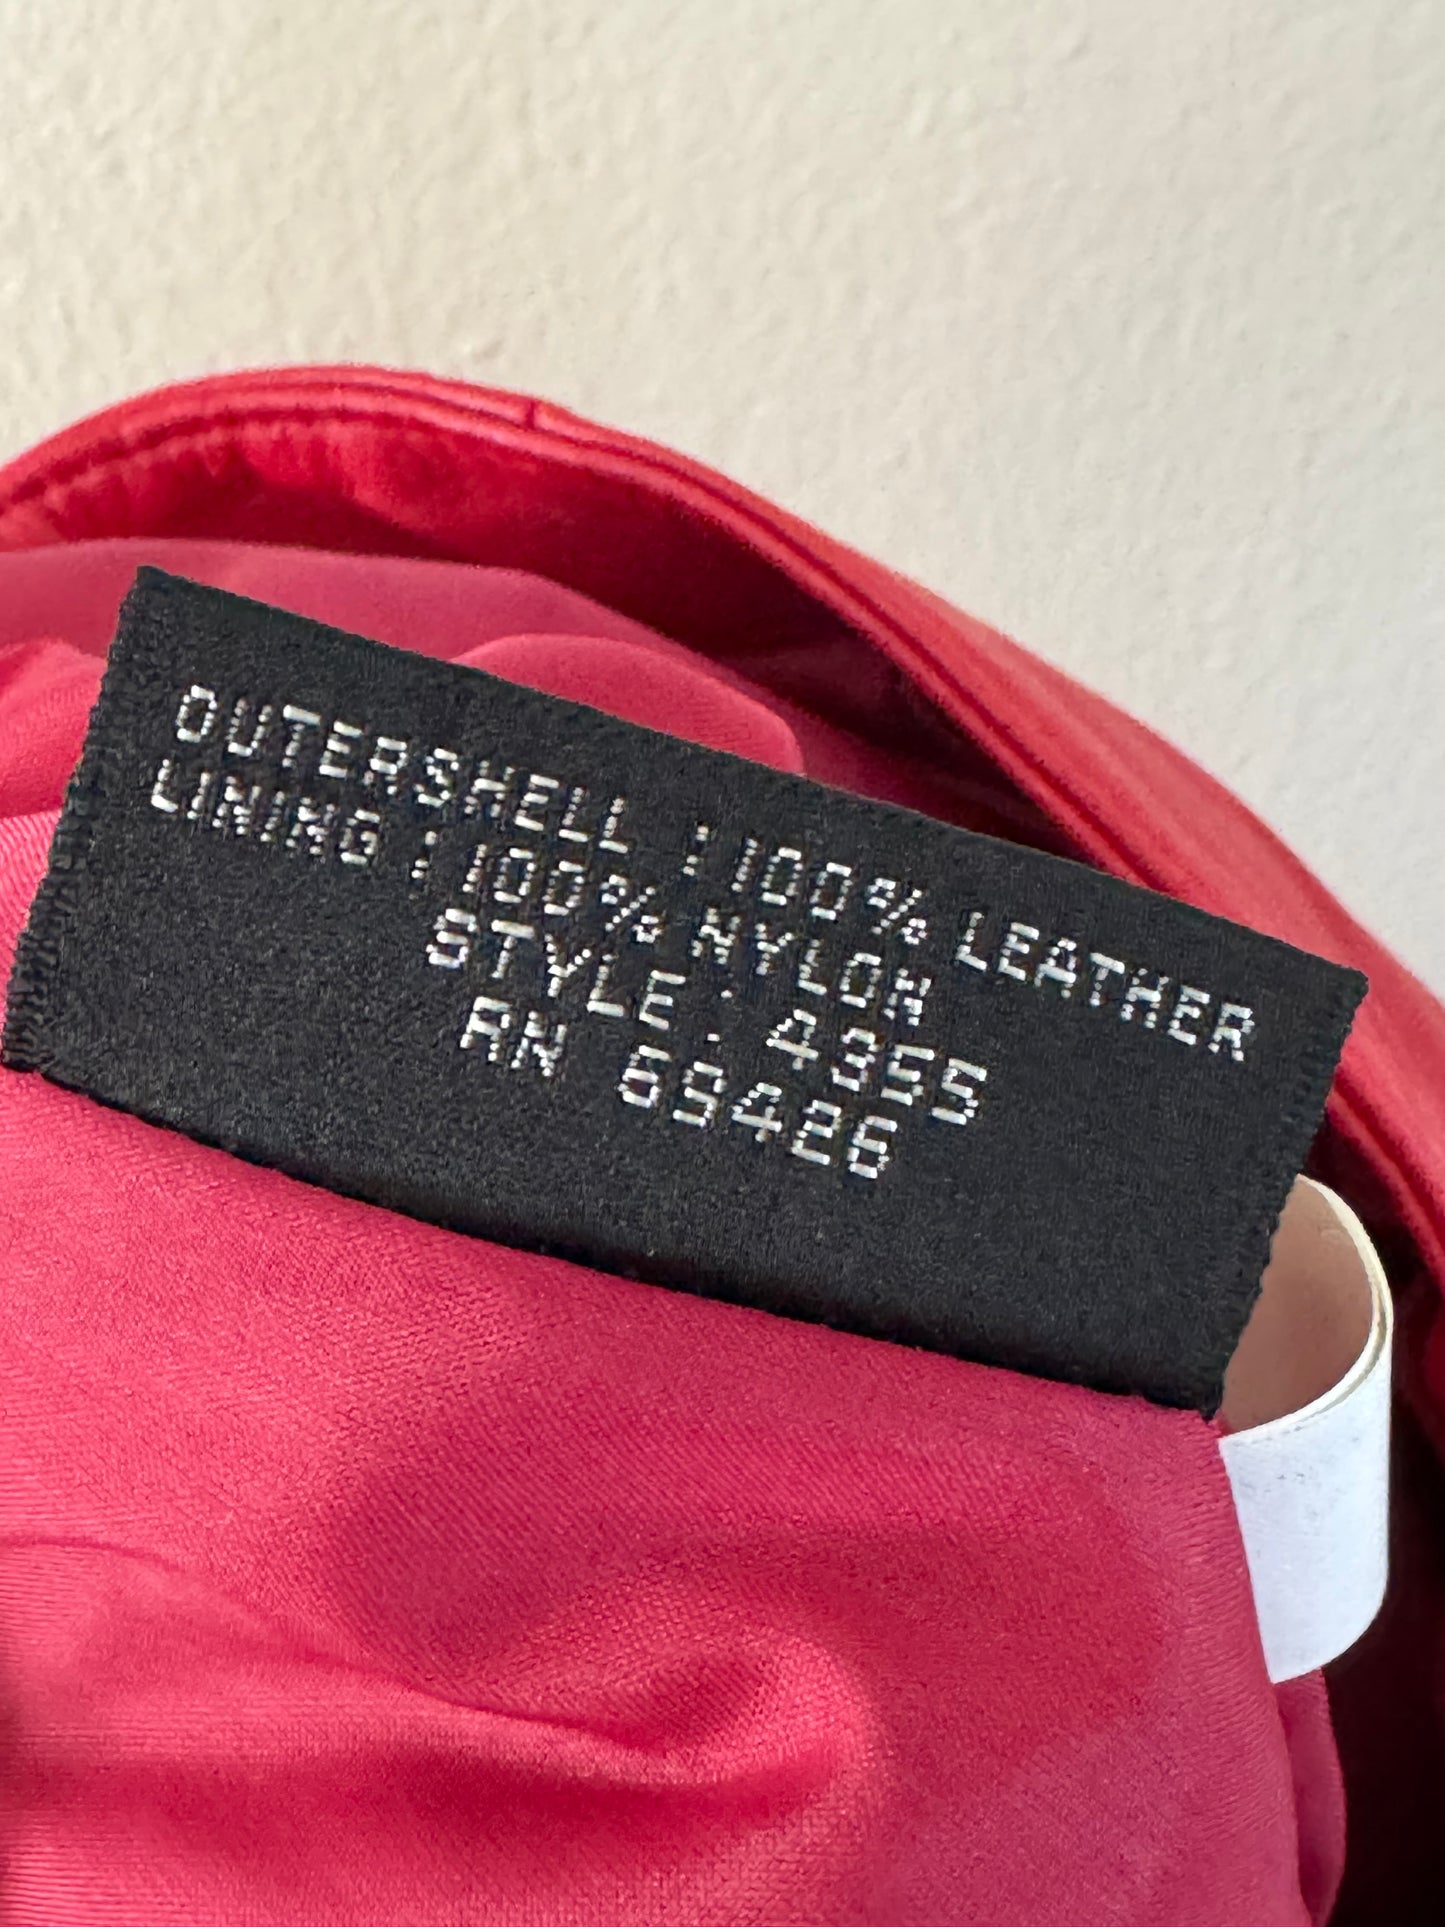 OUTERSHELL : 100% LEATHER
LINING : 100% NYLON
STYLE : 4355
RN 69426